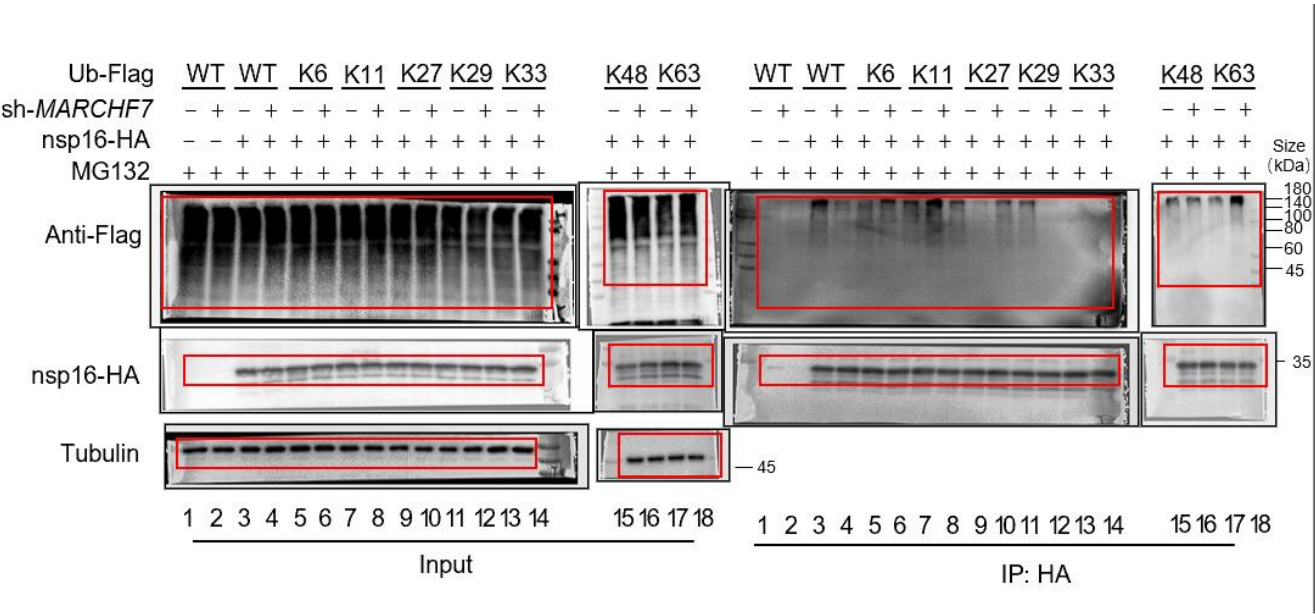 Ub-Flag WT WT K6 K11 K27 K29 K33 K48 K63 WT WT K6 K11 K27 K29 K33 K48 K63
sh-MARCHF7 − + − + − + − + − + − + − + − + − + − + − + − + − + − + − + − + − + − +
nsp16-HA − − + + + + + + + + + + + + + + + + − − + + + + + + + + + + + + + + + +
Size
(kDa)
MG132 + + + + + + + + + + + + + + + + + + + + + + + + + + + + + + + + + + + +
Anti-Flag
180
140
100
80
60
45
nsp16-HA
35
Tubulin
45
1 2 3 4 5 6 7 8 9 10 11 12 13 14 15 16 17 18 1 2 3 4 5 6 7 8 9 10 11 12 13 14 15 16 17 18
Input
IP: HA